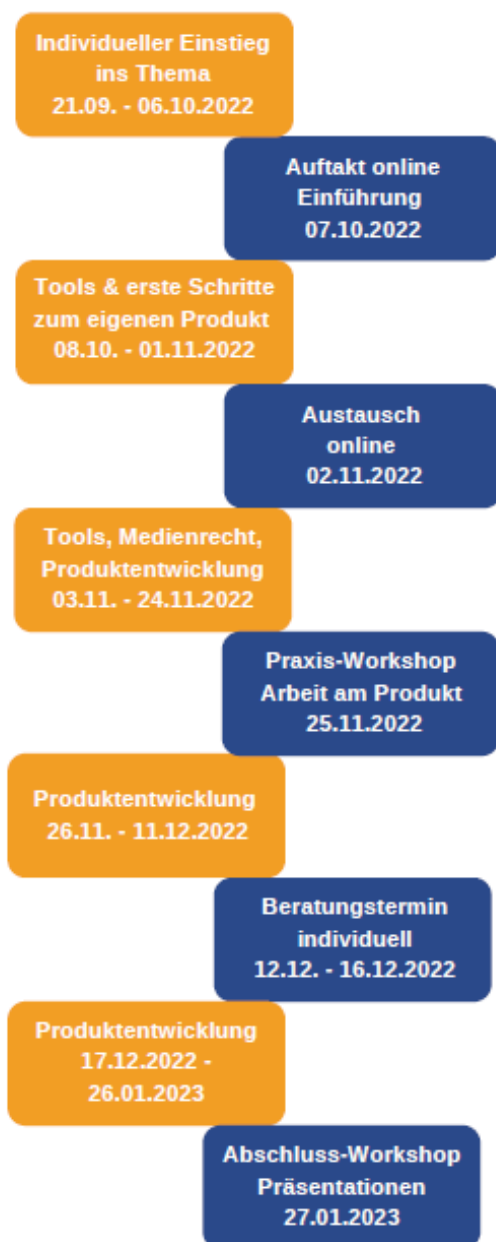 Individueller Einstieg
ins Thema
21.09. - 06.10.2022
Auftakt online
Einführung
07.10.2022
Tools & erste Schritte
zum eigenen Produkt
08.10. - 01.11.2022
Austausch
online
02.11.2022
Tools, Medienrecht,
Produktentwicklung
03.11. - 24.11.2022
Praxis-Workshop
Arbeit am Produkt
25.11.2022
Produktentwicklung
26.11. - 11.12.2022
Beratungstermin
individuell
12.12. - 16.12.2022
Produktentwicklung
17.12.2022 -
26.01.2023
Abschluss-Workshop
Präsentationen
27.01.2023